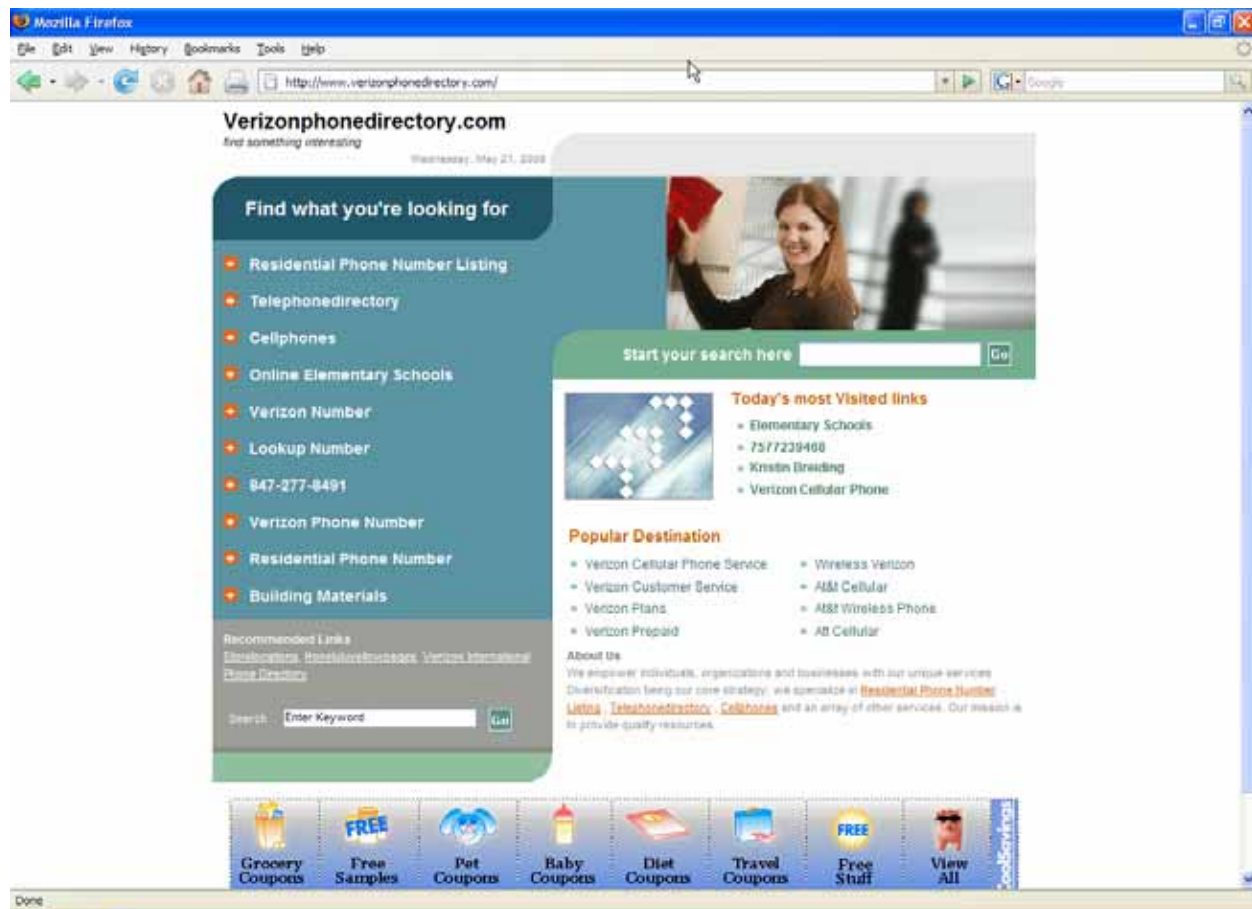 Mozilla Firefox
File Edit View History Bookmarks Tools Help
http://www.verizonphonedirectory.com/
G Google
Verizonphonedirectory.com
find something interesting
Wednesday, May 21, 2008
Find what you're looking for
Residential Phone Number Listing
Telephonedirectory
Cellphones
Online Elementary Schools
Verizon Number
Lookup Number
847-277-8491
Verizon Phone Number
Residential Phone Number
Building Materials
Recommended Links
Verizon International
Phone Directory
Search Enter Keyword Go
Start your search here Go
Today's most Visited links
Elementary Schools
7577239468
Kristin Breiding
Verizon Cellular Phone
Popular Destination
Verizon Cellular Phone Service
Verizon Customer Service
Verizon Plans
Verizon Prepaid
Wireless Verizon
At&t Cellular
At&t Wireless Phone
Att Cellular
About Us
We empower individuals, organizations and businesses with our unique services
Diversification being our core strategy, we specialize in Residential Phone Number
Listing , Telephonedirectory , Cellphones and an array of other services. Our mission is
to provide quality resources.
FREE
FREE
Grocery Coupons
Free Samples
Pet Coupons
Baby Coupons
Diet Coupons
Travel Coupons
Free Stuff
View All
CoolSavings
Done